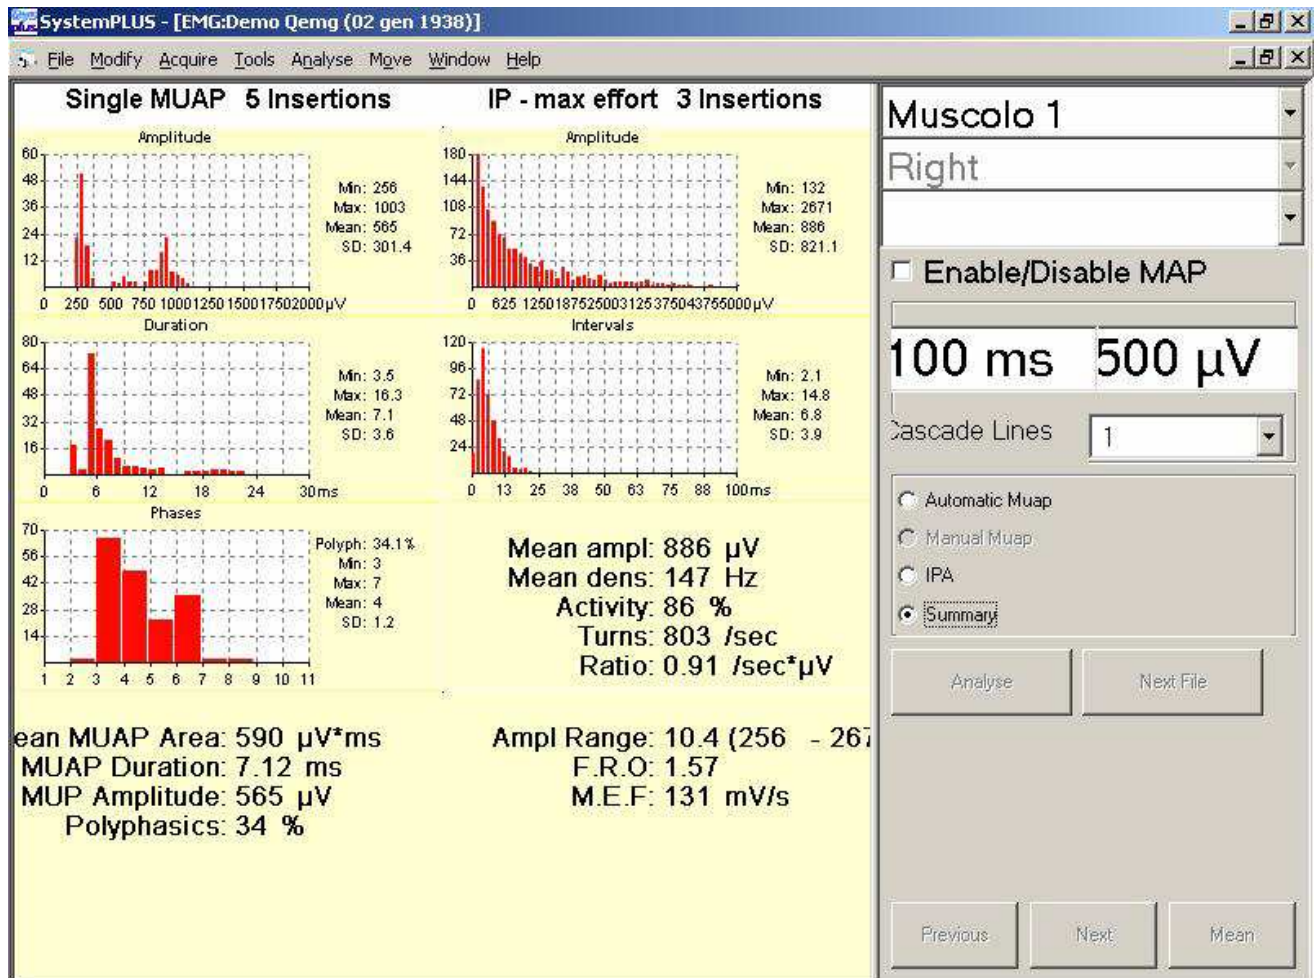 SystemPLUS - [EMG:Demo Qemg (02 gen 1938)]
File Modify Acquire Tools Analyse Move Window Help
Single MUAP 5 Insertions
Amplitude
60
48
36
24
12
0 250 500 750 1000 1250 1500 1750 2000 µV
Min: 256
Max: 1003
Mean: 565
SD: 301.4
Duration
80
64
48
32
16
0 6 12 18 24 30ms
Min: 3.5
Max: 16.3
Mean: 7.1
SD: 3.6
Phases
70
56
42
28
14
1 2 3 4 5 6 7 8 9 10 11
Polyph: 34.1%
Min: 3
Max: 7
Mean: 4
SD: 1.2
ean MUAP Area: 590 µV*ms
MUAP Duration: 7.12 ms
MUP Amplitude: 565 µV
Polyphasics: 34 %
IP - max effort 3 Insertions
Amplitude
180
144
108
72
36
0 625 1250 1875 2500 3125 3750 4375 5000 µV
Min: 132
Max: 2671
Mean: 886
SD: 821.1
Intervals
120
96
72
48
24
0 13 25 38 50 63 75 88 100ms
Min: 2.1
Max: 14.8
Mean: 6.8
SD: 3.9
Mean ampl: 886 µV
Mean dens: 147 Hz
Activity: 86 %
Turns: 803 /sec
Ratio: 0.91 /sec*µV
Ampl Range: 10.4 (256 - 267
F.R.O: 1.57
M.E.F: 131 mV/s
Muscolo 1
Right
Enable/Disable MAP
100 ms 500 µV
Cascade Lines 1
Automatic Muap
Manual Muap
IPA
Summary
Analyse Next File
Previous Next Mean